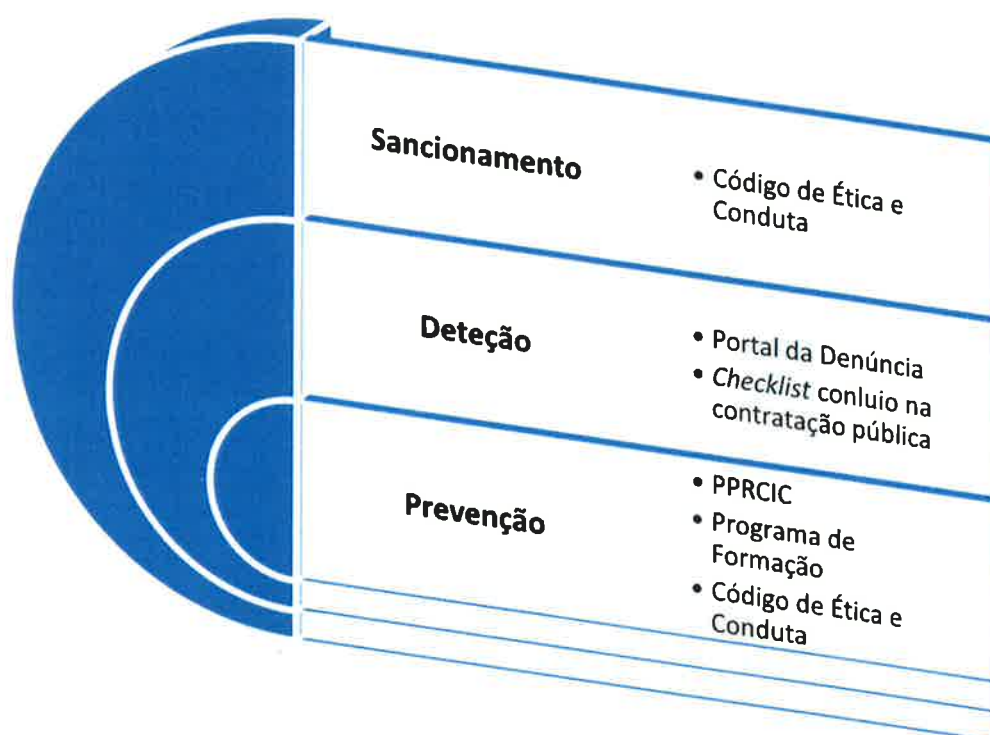 Sancionamento
• Código de Ética e
Conduta
Deteção
• Portal da Denúncia
• Checklist conluio na
contratação pública
Prevenção
• PPRCIC
• Programa de
Formação
• Código de Ética e
Conduta